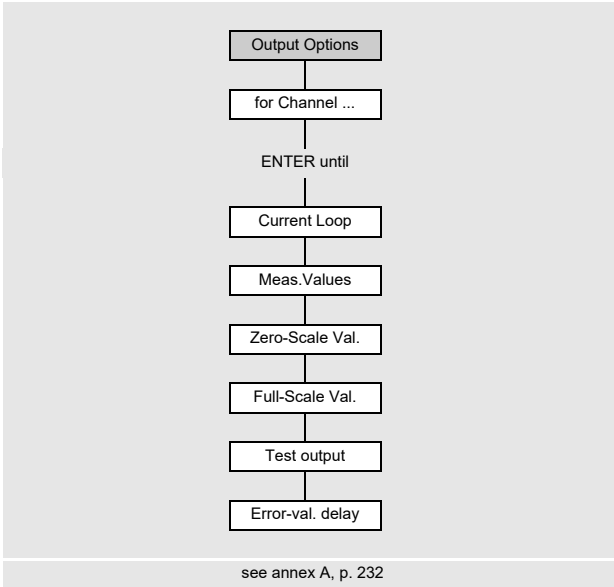 Output Options
for Channel ...
ENTER until
Current Loop
Meas.Values
Zero-Scale Val.
Full-Scale Val.
Test output
Error-val. delay
see annex A, p. 232